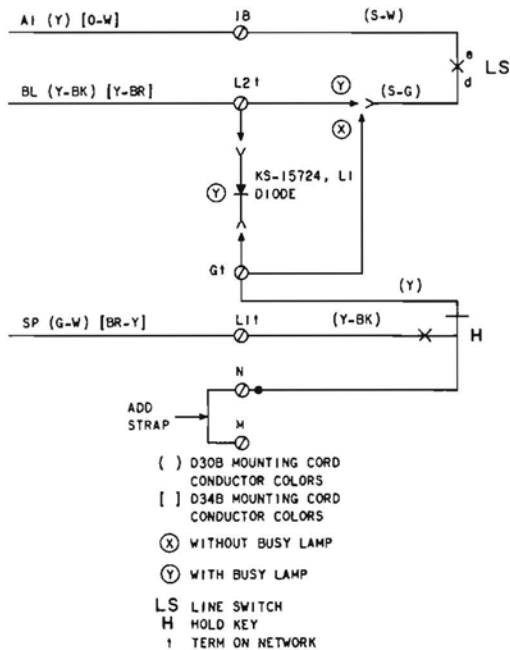 A1 (Y) [O-W]
1B
(S-W)
e
d
LS
BL (Y-BK) [Y-BR]
L2†
Y
(S-G)
X
KS-15724, L1
DIODE
Y
G†
(Y)
SP (G-W) [BR-Y]
L1†
(Y-BK)
H
N
ADD
STRAP
M
( ) D30B MOUNTING CORD
CONDUCTOR COLORS
[ ] D34B MOUNTING CORD
CONDUCTOR COLORS
X WITHOUT BUSY LAMP
Y WITH BUSY LAMP
LS LINE SWITCH
H HOLD KEY
† TERM ON NETWORK